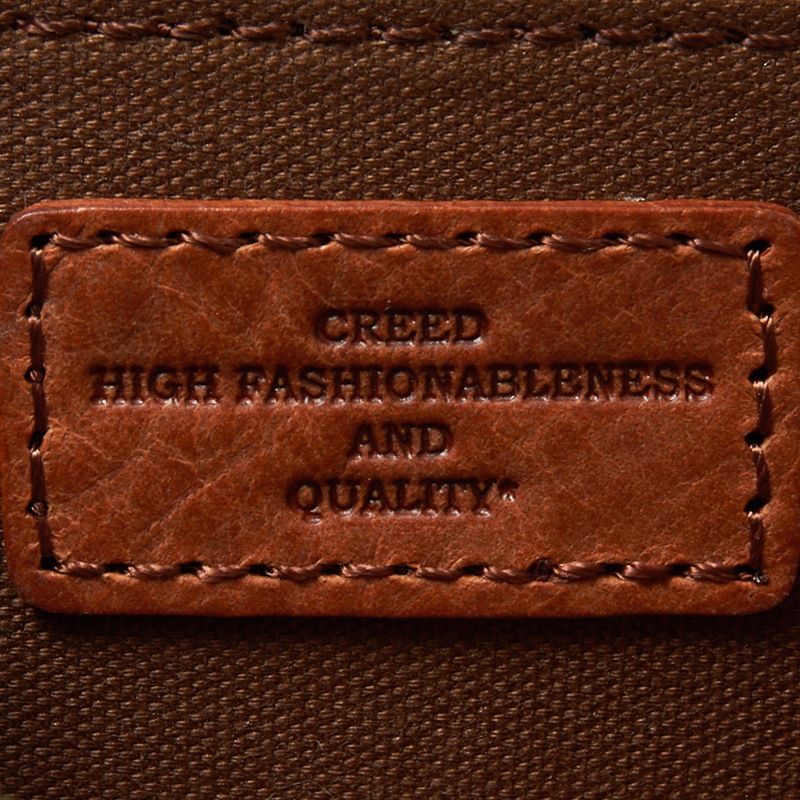 CREED
HIGH FASHIONABLENESS
AND
QUALITY*